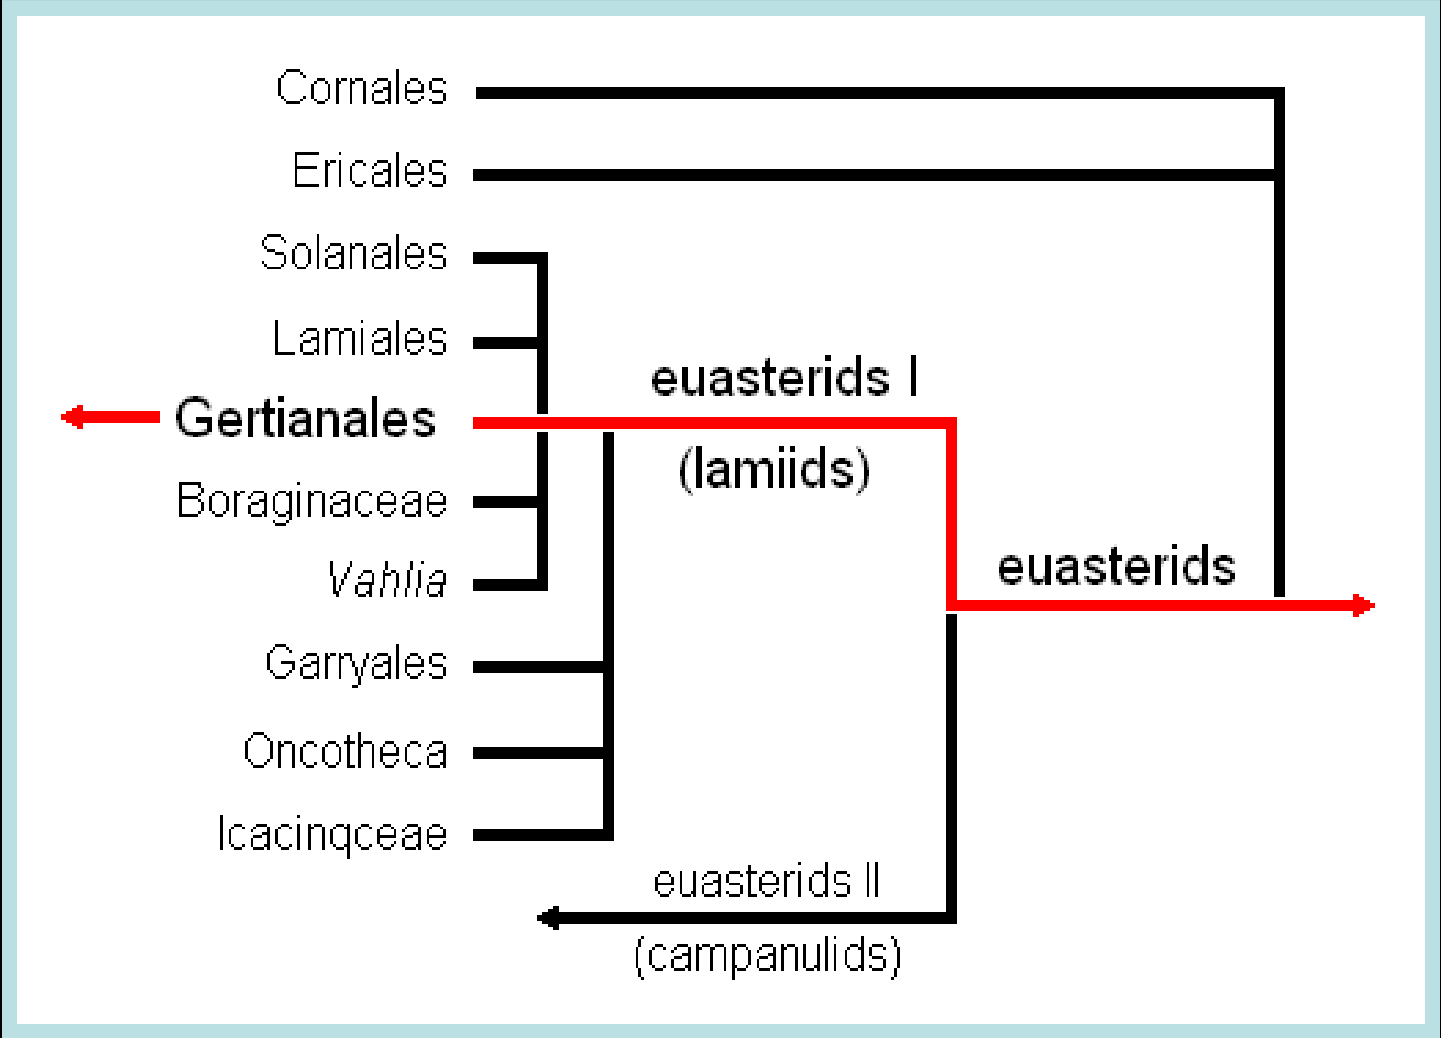 Cornales
Ericales
Solanales
Lamiales
euasterids I
Gertianales
(lamiids)
Boraginaceae
euasterids
Vahlia
Garryales
Oncotheca
Icacinqceae
euasterids II
(campanulids)